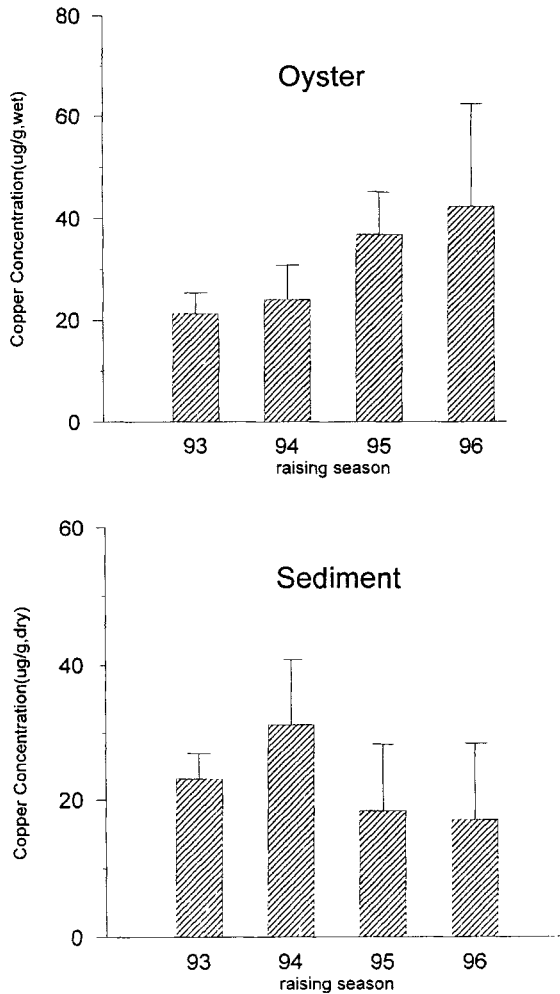 80
Oyster
60
40
20
0
Copper Concentration(ug/g,wet)
93 94 95 96
raising season
60
Sediment
40
20
0
Copper Concentration(ug/g,dry)
93 94 95 96
raising season